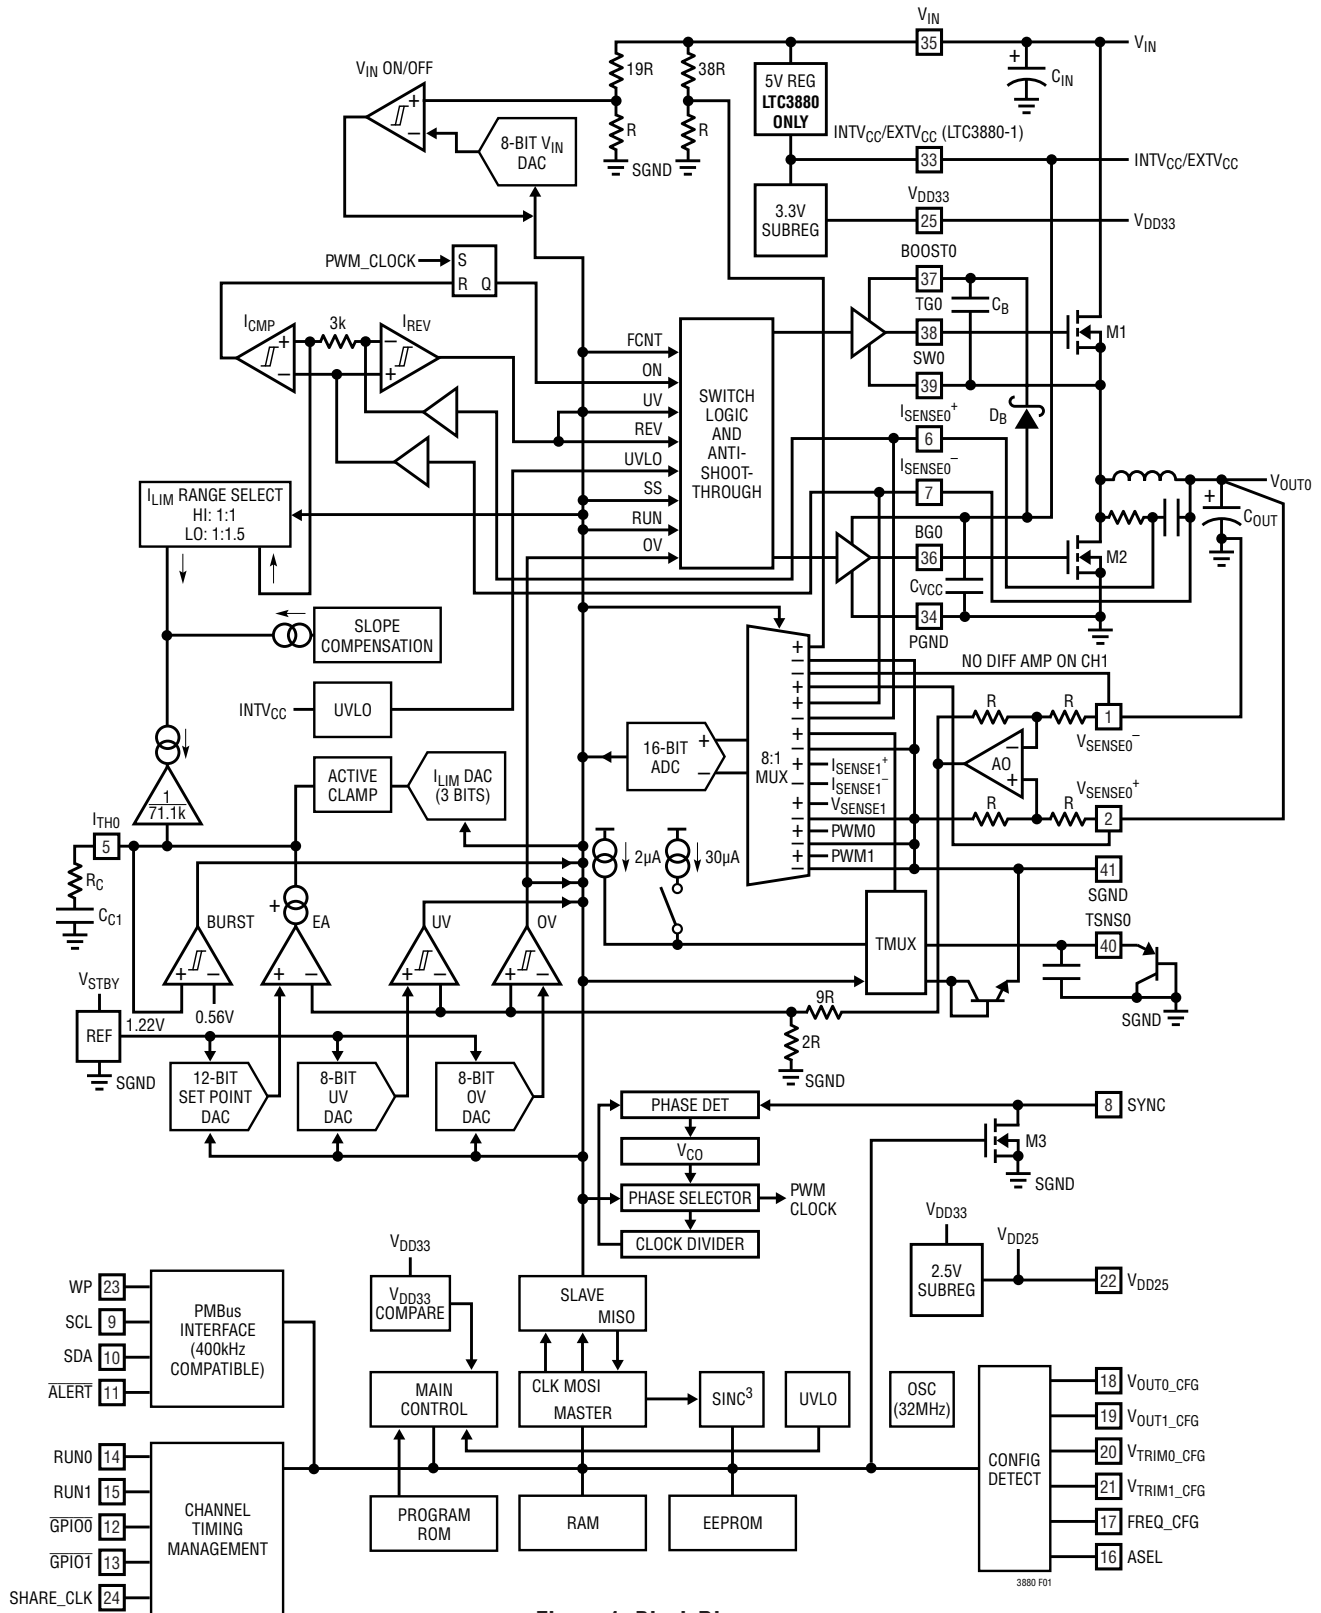 V_IN
35
V_IN
V_IN ON/OFF
19R
38R
+
C_IN
5V REG
LTC3880
ONLY
+
−
8-BIT V_IN
DAC
R
R
SGND
INTV_CC/EXTV_CC (LTC3880-1)
33
INTV_CC/EXTV_CC
3.3V
SUBREG
V_DD33
25
V_DD33
PWM_CLOCK
S
R Q
BOOST0
37
TG0
C_B
38
M1
SW0
39
I_CMP
3k
I_REV
+
−
−
+
FCNT
ON
UV
REV
UVLO
SS
RUN
OV
SWITCH
LOGIC
AND
ANTI-
SHOOT-
THROUGH
D_B
I_SENSE0+
6
I_SENSE0−
7
V_OUT0
+
C_OUT
I_LIM RANGE SELECT
HI: 1:1
LO: 1:1.5
BG0
36
M2
C_VCC
34
PGND
SLOPE
COMPENSATION
INTV_CC
UVLO
NO DIFF AMP ON CH1
+
−
−
+
+
−
+
−
+
−
+
−
+
−
+
−
8:1
MUX
I_SENSE1+
I_SENSE1−
V_SENSE1
PWM0
PWM1
R
R
1
V_SENSE0−
−
AO
+
V_SENSE0+
R
R
2
16-BIT
ADC
+
−
ACTIVE
CLAMP
I_LIM DAC
(3 BITS)
1
71.1k
I_TH0
5
2µA
30µA
41
SGND
R_C
C_C1
BURST
+
EA
UV
OV
+
−
+
−
+
−
+
−
TMUX
TSNS0
40
SGND
V_STBY
REF
1.22V
0.56V
SGND
9R
2R
SGND
12-BIT
SET POINT
DAC
8-BIT
UV
DAC
8-BIT
OV
DAC
PHASE DET
V_CO
PHASE SELECTOR
CLOCK DIVIDER
PWM
CLOCK
8
SYNC
M3
SGND
V_DD33
V_DD25
2.5V
SUBREG
22
V_DD25
V_DD33
V_DD33
COMPARE
SLAVE
MISO
WP 23
SCL 9
SDA 10
ALERT 11
PMBus
INTERFACE
(400kHz
COMPATIBLE)
MAIN
CONTROL
CLK MOSI
MASTER
SINC3
UVLO
OSC
(32MHz)
CONFIG
DETECT
18 V_OUT0_CFG
19 V_OUT1_CFG
20 V_TRIM0_CFG
21 V_TRIM1_CFG
17 FREQ_CFG
16 ASEL
RUN0 14
RUN1 15
GPIO0 12
GPIO1 13
SHARE_CLK 24
CHANNEL
TIMING
MANAGEMENT
PROGRAM
ROM
RAM
EEPROM
3880 F01